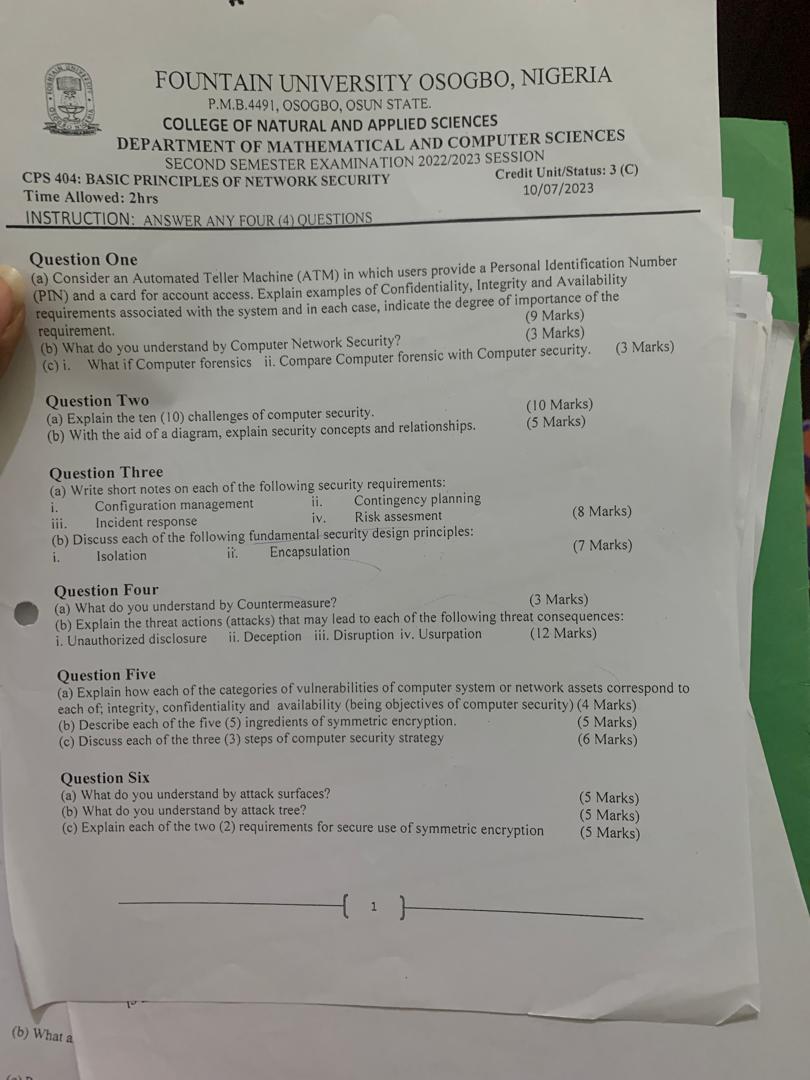 FOUNTAIN UNIVERSITY OSOGBO, NIGERIA
P.M.B.4491, OSOGBO, OSUN STATE.
COLLEGE OF NATURAL AND APPLIED SCIENCES
DEPARTMENT OF MATHEMATICAL AND COMPUTER SCIENCES
SECOND SEMESTER EXAMINATION 2022/2023 SESSION
CPS 404: BASIC PRINCIPLES OF NETWORK SECURITY Credit Unit/Status: 3 (C)
Time Allowed: 2hrs 10/07/2023
INSTRUCTION: ANSWER ANY FOUR (4) QUESTIONS
Question One
(a) Consider an Automated Teller Machine (ATM) in which users provide a Personal Identification Number
(PIN) and a card for account access. Explain examples of Confidentiality, Integrity and Availability
requirements associated with the system and in each case, indicate the degree of importance of the
requirement. (9 Marks)
(b) What do you understand by Computer Network Security? (3 Marks)
(c) i. What if Computer forensics ii. Compare Computer forensic with Computer security. (3 Marks)
Question Two
(a) Explain the ten (10) challenges of computer security. (10 Marks)
(b) With the aid of a diagram, explain security concepts and relationships. (5 Marks)
Question Three
(a) Write short notes on each of the following security requirements:
i. Configuration management ii. Contingency planning
iii. Incident response iv. Risk assesment (8 Marks)
(b) Discuss each of the following fundamental security design principles:
i. Isolation ii. Encapsulation (7 Marks)
Question Four
(a) What do you understand by Countermeasure? (3 Marks)
(b) Explain the threat actions (attacks) that may lead to each of the following threat consequences:
i. Unauthorized disclosure ii. Deception iii. Disruption iv. Usurpation (12 Marks)
Question Five
(a) Explain how each of the categories of vulnerabilities of computer system or network assets correspond to
each of; integrity, confidentiality and availability (being objectives of computer security) (4 Marks)
(b) Describe each of the five (5) ingredients of symmetric encryption. (5 Marks)
(c) Discuss each of the three (3) steps of computer security strategy (6 Marks)
Question Six
(a) What do you understand by attack surfaces? (5 Marks)
(b) What do you understand by attack tree? (5 Marks)
(c) Explain each of the two (2) requirements for secure use of symmetric encryption (5 Marks)
1
(b) What a